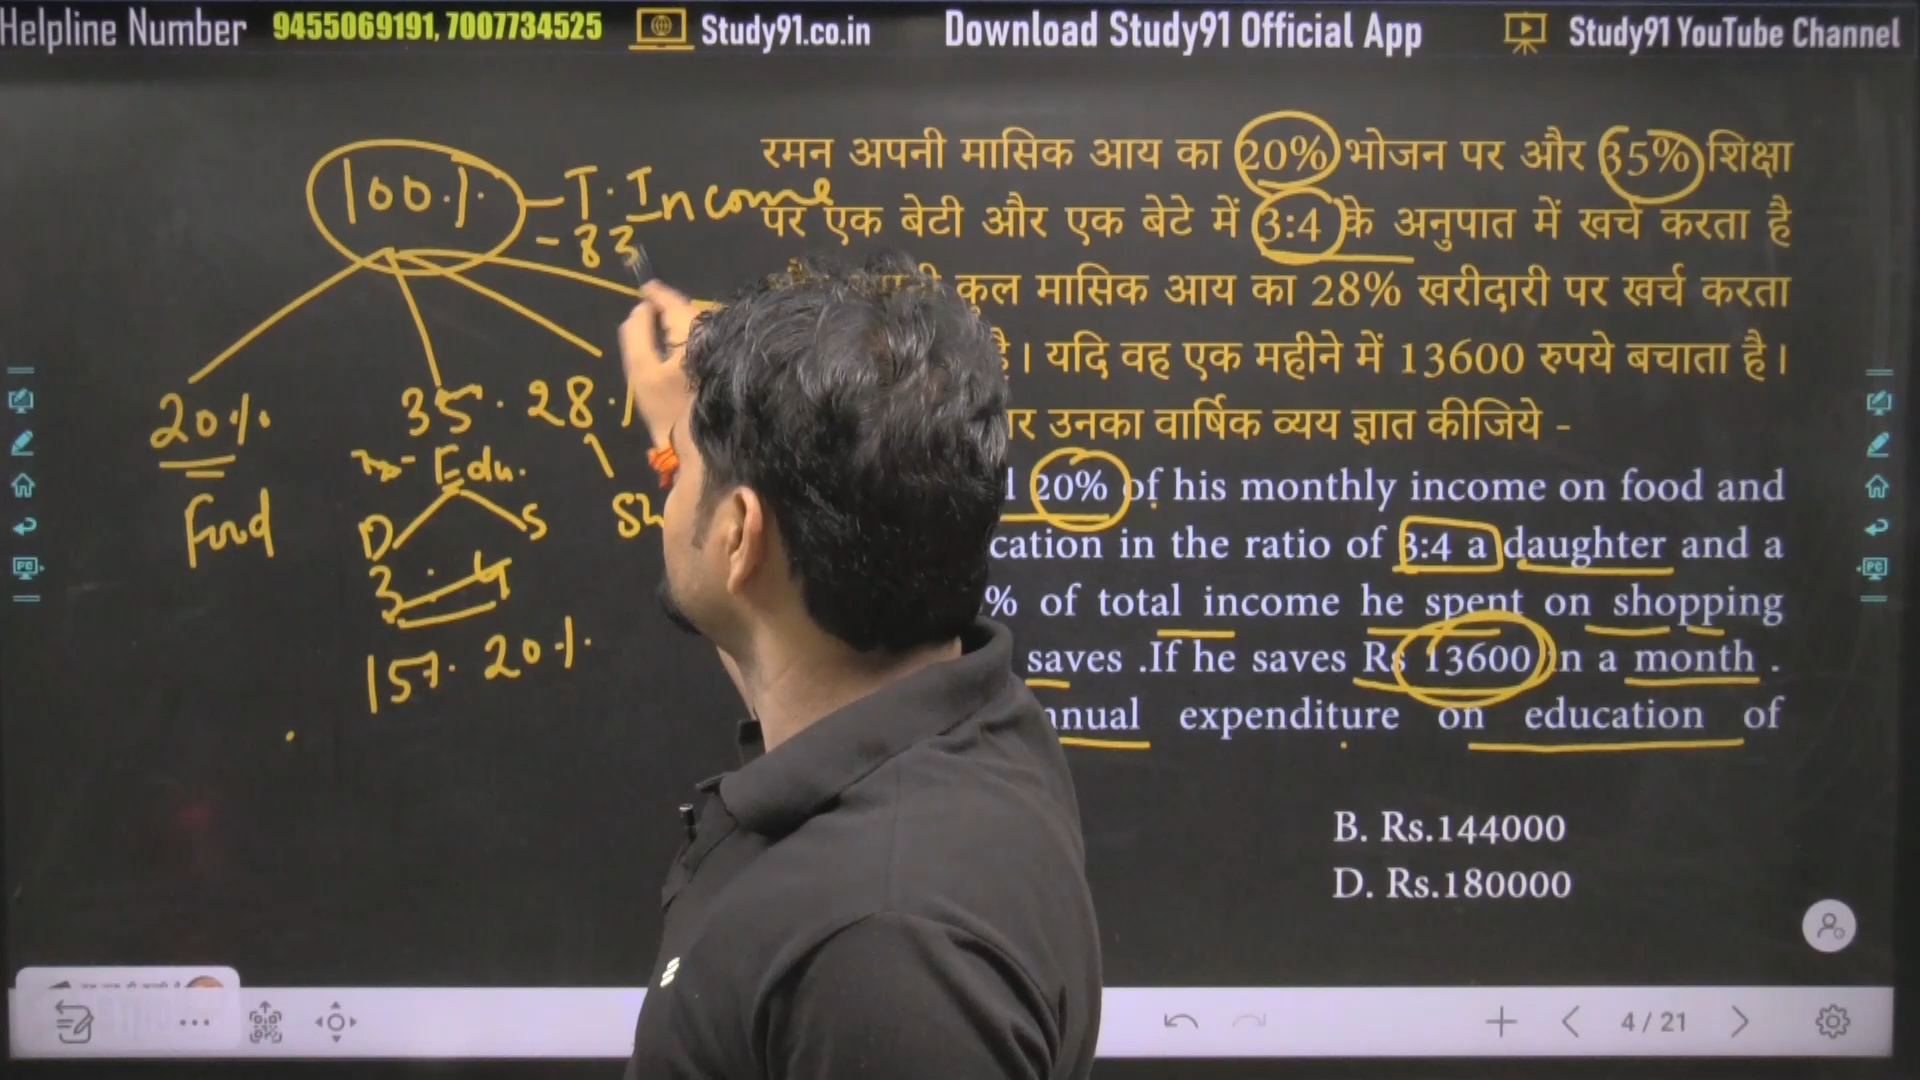 Helpline Number 9455069191, 7007734525 Study91.co.in Download Study91 Official App Study91 YouTube Channel
रमन अपनी मासिक आय का 20% भोजन पर और 35% शिक्षा
पर एक बेटी और एक बेटे में 3:4 के अनुपात में खर्च करता है
कुल मासिक आय का 28% खरीदारी पर खर्च करता
है। यदि वह एक महीने में 13600 रुपये बचाता है।
उनका वार्षिक व्यय ज्ञात कीजिये -
20% of his monthly income on food and
cation in the ratio of 3:4 a daughter and a
% of total income he spent on shopping
saves .If he saves Rs 13600 in a month .
nnual expenditure on education of
B. Rs.144000
D. Rs.180000
100% - T. Income
- 83
20% 35 28%
Food Edu. Sh
D S
3 4
15% 20%
4 / 21